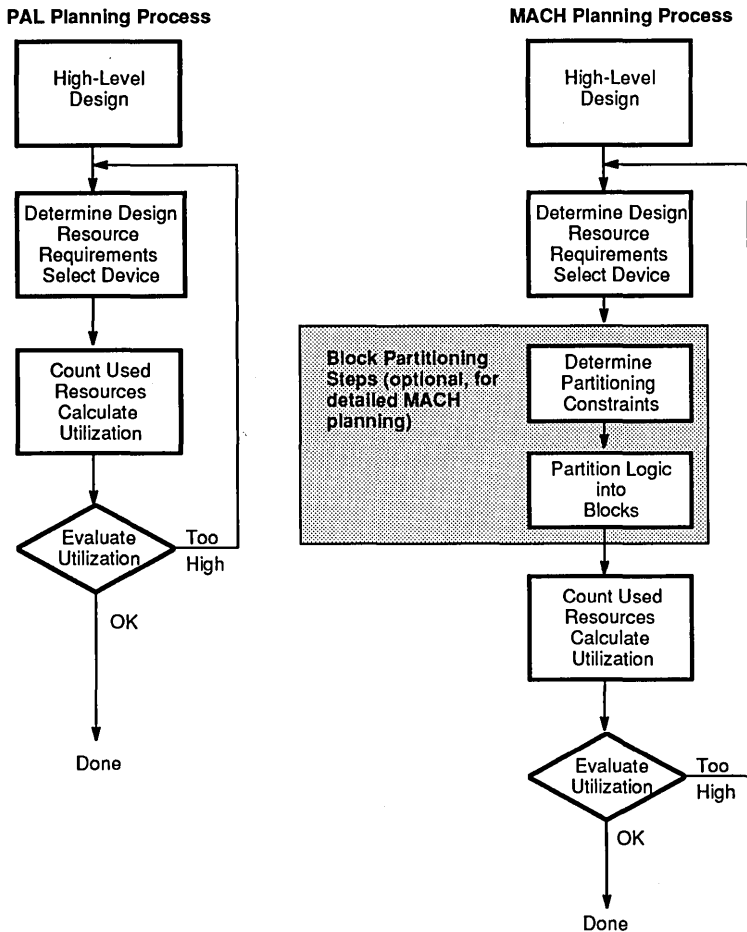 PAL Planning Process
High-Level
Design
Determine Design
Resource
Requirements
Select Device
Count Used
Resources
Calculate
Utilization
Evaluate
Utilization
Too
High
OK
Done
MACH Planning Process
High-Level
Design
Determine Design
Resource
Requirements
Select Device
Block Partitioning
Steps (optional, for
detailed MACH
planning)
Determine
Partitioning
Constraints
Partition Logic
into
Blocks
Count Used
Resources
Calculate
Utilization
Evaluate
Utilization
Too
High
OK
Done